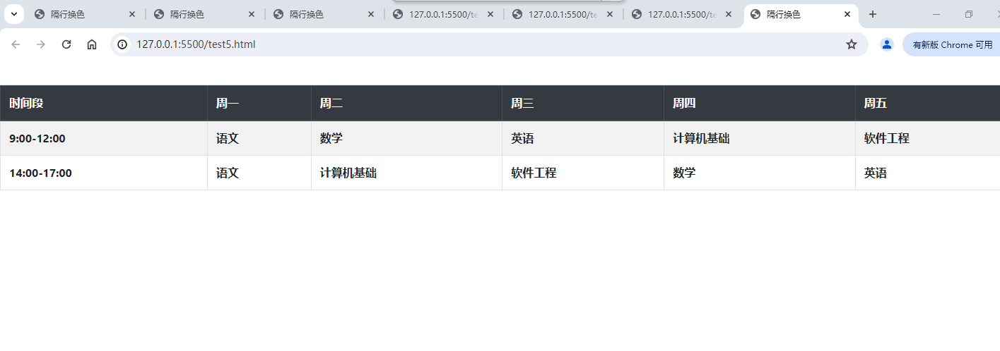 隔行换色 隔行换色 隔行换色 127.0.0.1:5500/te 127.0.0.1:5500/te 127.0.0.1:5500/te 隔行换色
127.0.0.1:5500/test5.html 有新版 Chrome 可用
时间段 周一 周二 周三 周四 周五
9:00-12:00 语文 数学 英语 计算机基础 软件工程
14:00-17:00 语文 计算机基础 软件工程 数学 英语